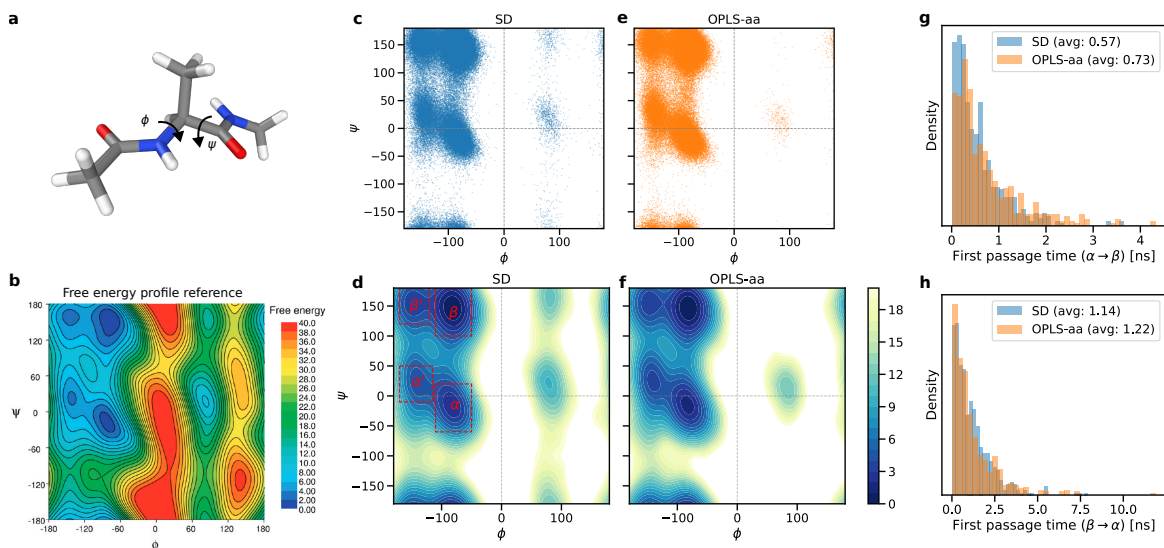 a
ϕ
ψ
b
Free energy profile reference
Free energy
180
120
60
0
-60
-120
-180
ψ
-180
-120
-60
0
60
120
180
ϕ
40.0
38.0
36.0
34.0
32.0
30.0
28.0
26.0
24.0
22.0
20.0
18.0
16.0
14.0
12.0
10.0
8.00
6.00
4.00
2.00
0.00
c
SD
150
100
50
0
−50
−100
−150
ψ
−100
0
100
ϕ
e
OPLS-aa
−100
0
100
ϕ
d
SD
β'
β
α'
α
150
100
50
0
−50
−100
−150
ψ
−100
0
100
ϕ
f
OPLS-aa
−100
0
100
ϕ
18
15
12
9
6
3
0
g
SD (avg: 0.57)
OPLS-aa (avg: 0.73)
Density
0
1
2
3
4
First passage time (α → β) [ns]
h
SD (avg: 1.14)
OPLS-aa (avg: 1.22)
Density
0.0
2.5
5.0
7.5
10.0
First passage time (β → α) [ns]